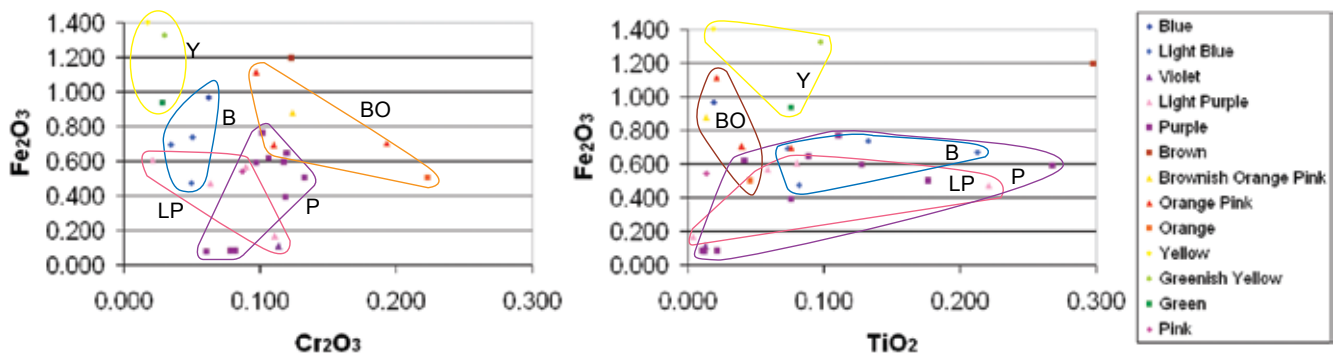 Fe₂O₃
1.400
1.200
1.000
0.800
0.600
0.400
0.200
0.000
0.000
0.100
0.200
0.300
Cr₂O₃
Y
B
BO
LP
P
Fe₂O₃
1.400
1.200
1.000
0.800
0.600
0.400
0.200
0.000
0.000
0.100
0.200
0.300
TiO₂
Y
BO
B
LP
P
Blue
Light Blue
Violet
Light Purple
Purple
Brown
Brownish Orange Pink
Orange Pink
Orange
Yellow
Greenish Yellow
Green
Pink